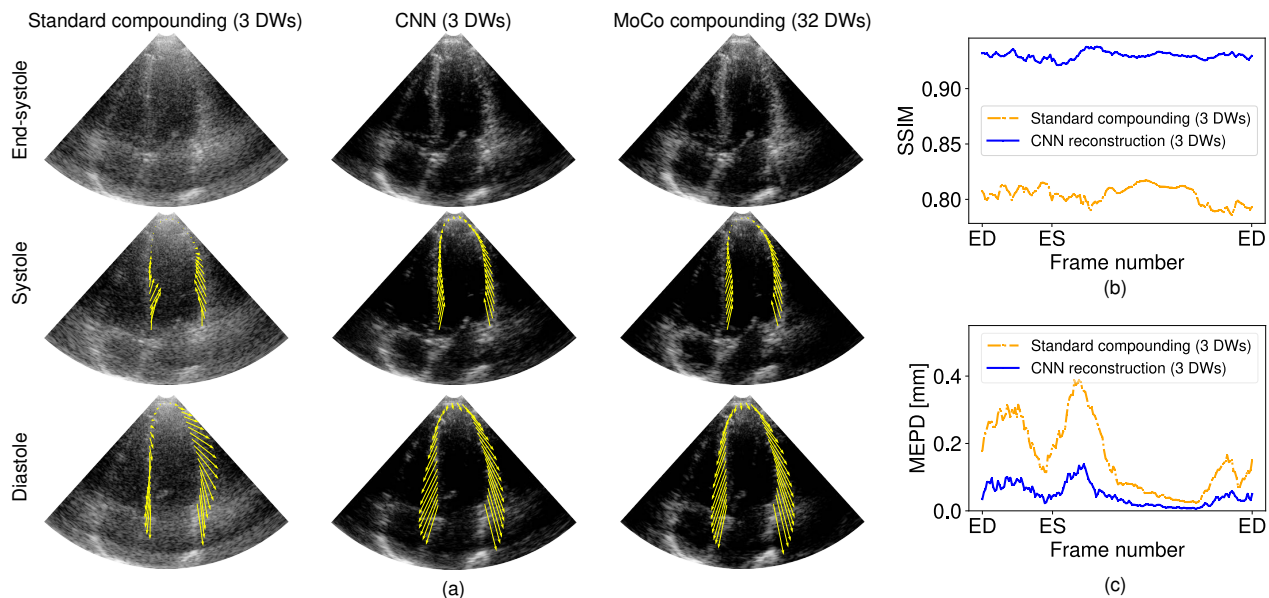 Standard compounding (3 DWs)
CNN (3 DWs)
MoCo compounding (32 DWs)
End-systole
Systole
Diastole
(a)
SSIM
0.90
0.85
0.80
Standard compounding (3 DWs)
CNN reconstruction (3 DWs)
ED
ES
ED
Frame number
(b)
MEPD [mm]
0.4
0.2
0.0
Standard compounding (3 DWs)
CNN reconstruction (3 DWs)
ED
ES
ED
Frame number
(c)